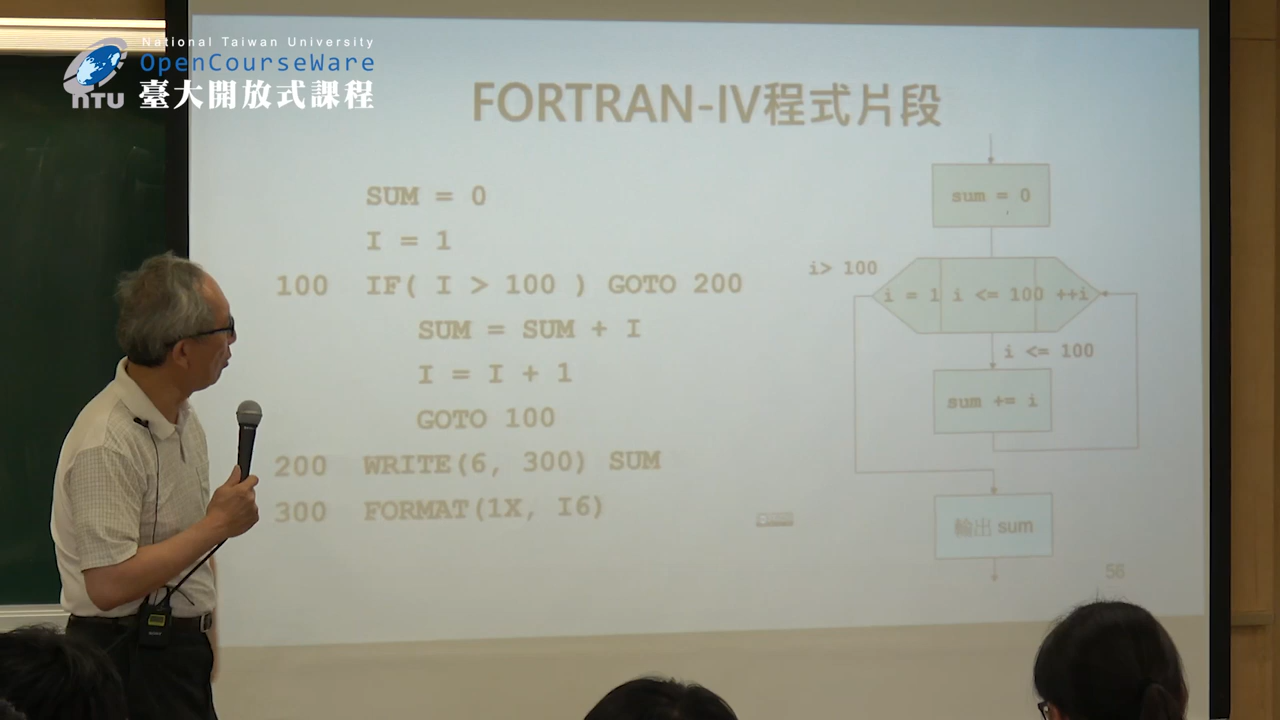 National Taiwan University
OpenCourseWare
NTU 臺大開放式課程
FORTRAN-IV程式片段
SUM = 0
I = 1
100 IF( I > 100 ) GOTO 200
SUM = SUM + I
I = I + 1
GOTO 100
200 WRITE(6, 300) SUM
300 FORMAT(1X, I6)
sum = 0
i> 100
i = 1 i <= 100 ++i
i <= 100
sum += i
輸出 sum
56